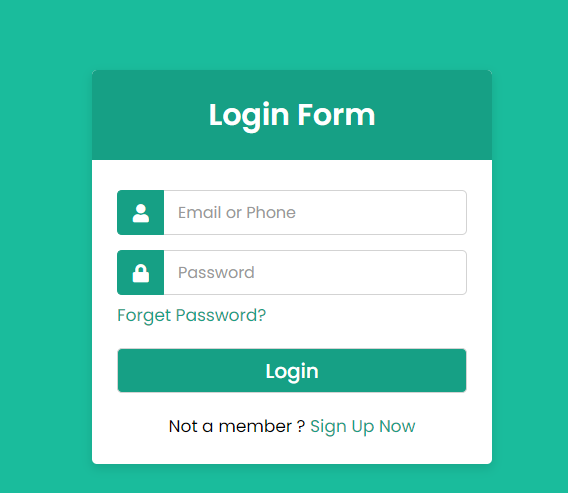 Login Form
Email or Phone
Password
Forget Password?
Login
Not a member ? Sign Up Now